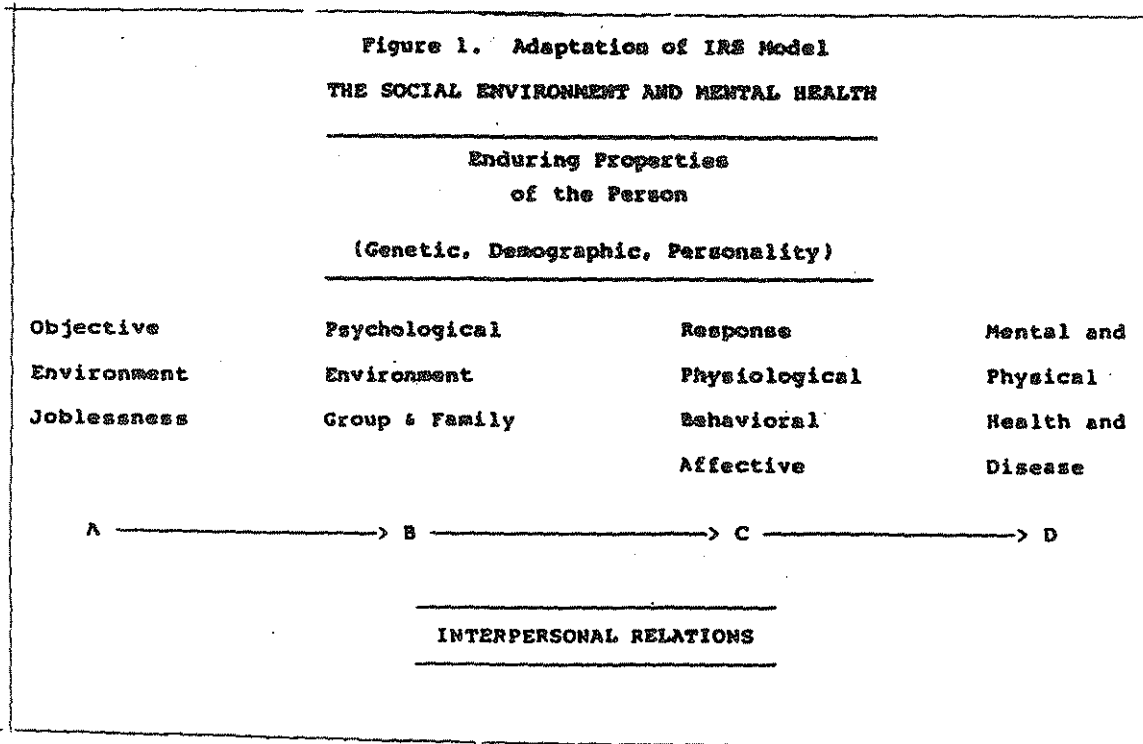 Figure 1. Adaptation of IRS Model
THE SOCIAL ENVIRONMENT AND MENTAL HEALTH
Enduring Properties
of the Person
(Genetic, Demographic, Personality)
Objective Psychological Response Mental and
Environment Environment Physiological Physical
Joblessness Group & Family Behavioral Health and
Affective Disease
A ——> B ——> C ——> D
INTERPERSONAL RELATIONS